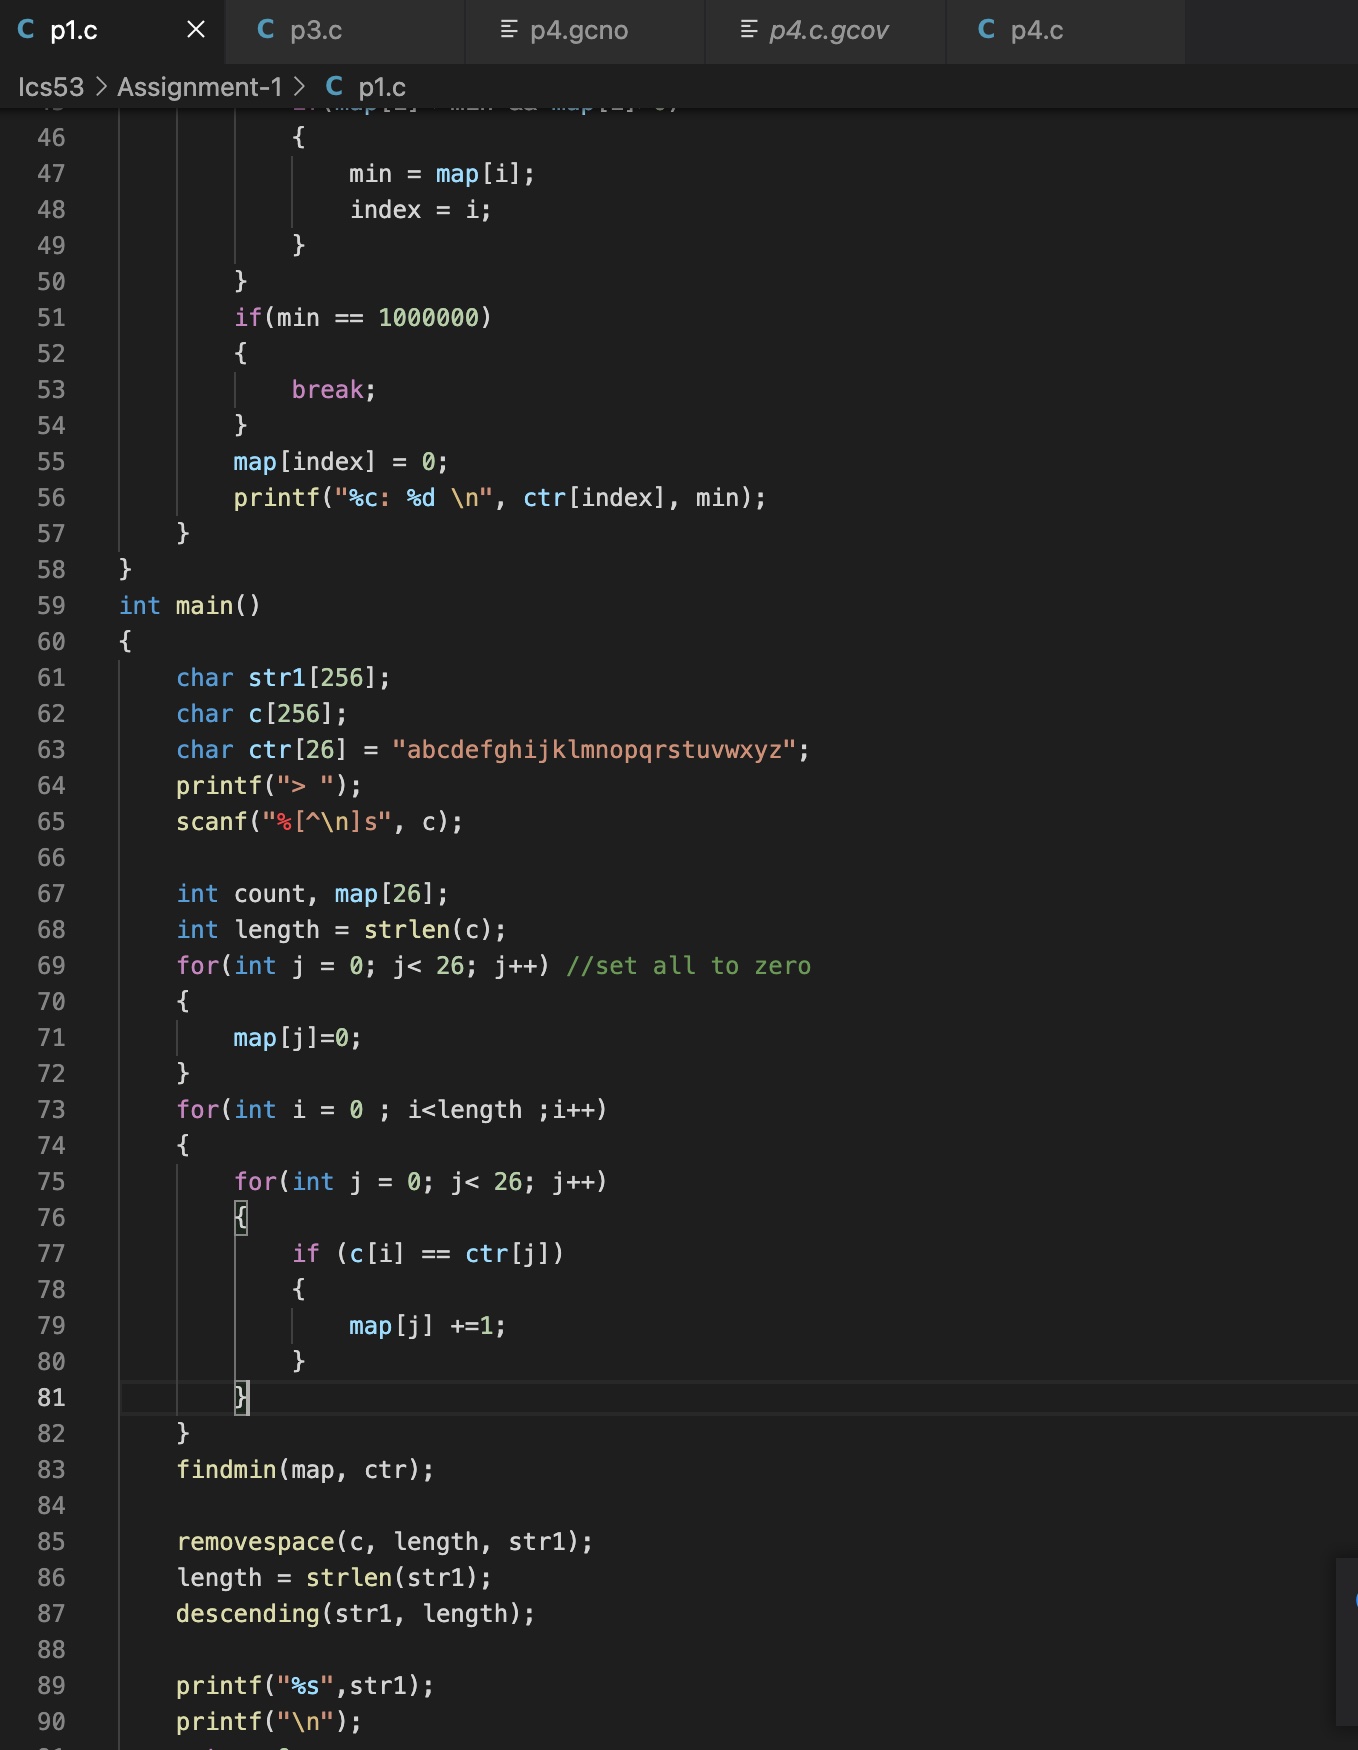 C p1.c × C p3.c p4.gcno p4.c.gcov C p4.c
Ics53 > Assignment-1 > C p1.c
46 {
47 min = map[i];
48 index = i;
49 }
50 }
51 if(min == 1000000)
52 {
53 break;
54 }
55 map[index] = 0;
56 printf("%c: %d \n", ctr[index], min);
57 }
58 }
59 int main()
60 {
61 char str1[256];
62 char c[256];
63 char ctr[26] = "abcdefghijklmnopqrstuvwxyz";
64 printf("> ");
65 scanf("%[^\n]s", c);
66
67 int count, map[26];
68 int length = strlen(c);
69 for(int j = 0; j< 26; j++) //set all to zero
70 {
71 map[j]=0;
72 }
73 for(int i = 0 ; i<length ;i++)
74 {
75 for(int j = 0; j< 26; j++)
76 {
77 if (c[i] == ctr[j])
78 {
79 map[j] +=1;
80 }
81 }
82 }
83 findmin(map, ctr);
84
85 removespace(c, length, str1);
86 length = strlen(str1);
87 descending(str1, length);
88
89 printf("%s",str1);
90 printf("\n");